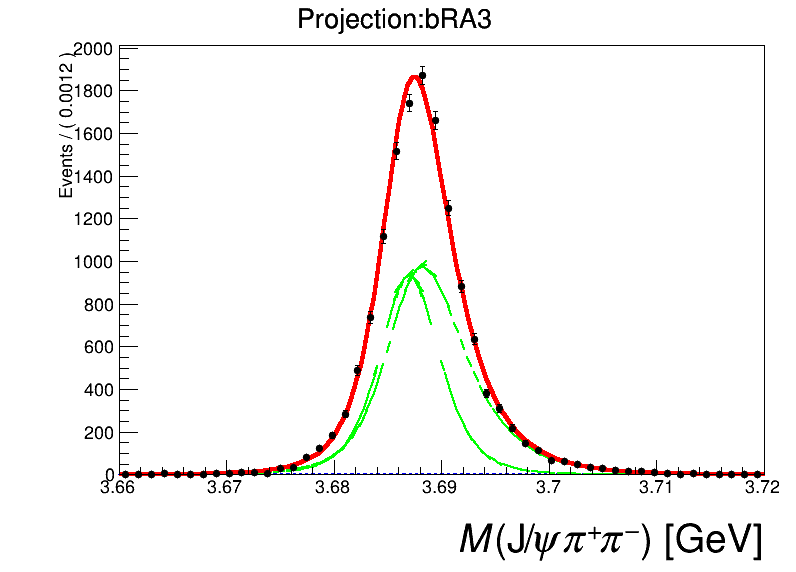 Projection:bRA3
Events / ( 0.0012 )
2000
1800
1600
1400
1200
1000
800
600
400
200
0
3.66 3.67 3.68 3.69 3.7 3.71 3.72
M(J/ψ π⁺π⁻) [GeV]